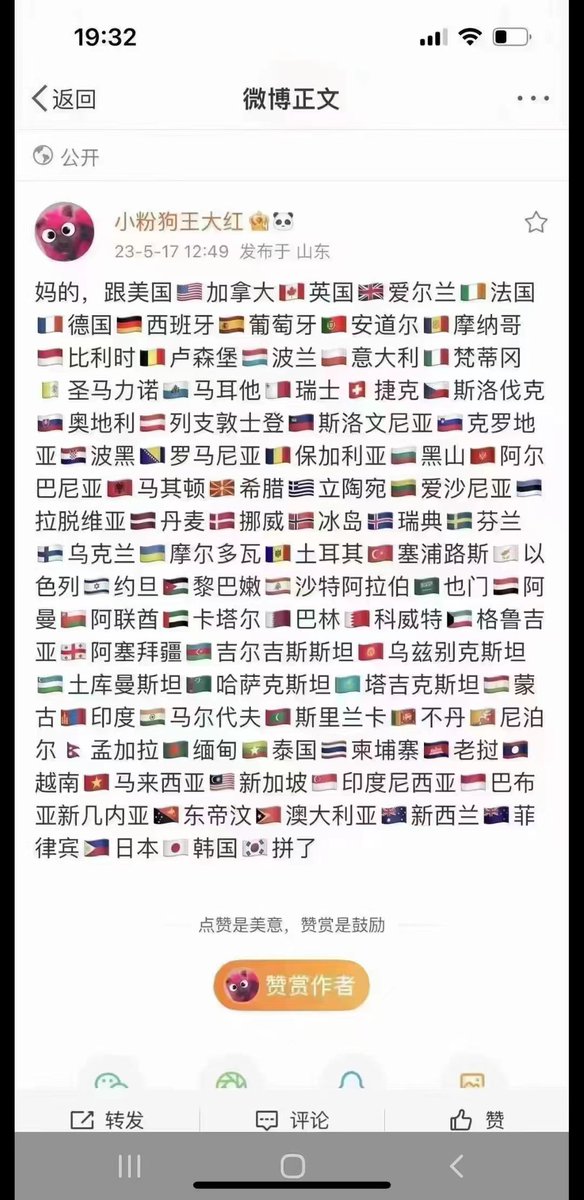 19:32
返回
微博正文
公开
小粉狗王大红
23-5-17 12:49 发布于 山东
妈的，跟美国🇺🇸加拿大🇨🇦英国🇬🇧爱尔兰🇮🇪法国
🇫🇷德国🇩🇪西班牙🇪🇸葡萄牙🇵🇹安道尔🇦🇩摩纳哥
🇲🇨比利时🇧🇪卢森堡🇱🇺波兰🇵🇱意大利🇮🇹梵蒂冈
🇻🇦圣马力诺🇸🇲马耳他🇲🇹瑞士🇨🇭捷克🇨🇿斯洛伐克
🇸🇰奥地利🇦🇹列支敦士登🇱🇮斯洛文尼亚🇸🇮克罗地
亚🇭🇷波黑🇧🇦罗马尼亚🇷🇴保加利亚🇧🇬黑山🇲🇪阿尔
巴尼亚🇦🇱马其顿🇲🇰希腊🇬🇷立陶宛🇱🇹爱沙尼亚🇪🇪
拉脱维亚🇱🇻丹麦🇩🇰挪威🇳🇴冰岛🇮🇸瑞典🇸🇪芬兰
🇫🇮乌克兰🇺🇦摩尔多瓦🇲🇩土耳其🇹🇷塞浦路斯🇨🇾以
色列🇮🇱约旦🇯🇴黎巴嫩🇱🇧沙特阿拉伯🇸🇦也门🇾🇪阿
曼🇴🇲阿联酋🇦🇪卡塔尔🇶🇦巴林🇧🇭科威特🇰🇼格鲁吉
亚🇬🇪阿塞拜疆🇦🇿吉尔吉斯斯坦🇰🇬乌兹别克斯坦
🇺🇿土库曼斯坦🇹🇲哈萨克斯坦🇰🇿塔吉克斯坦🇹🇯蒙
古🇲🇳印度🇮🇳马尔代夫🇲🇻斯里兰卡🇱🇰不丹🇧🇹尼泊
尔🇳🇵孟加拉🇧🇩缅甸🇲🇲泰国🇹🇭柬埔寨🇰🇭老挝🇱🇦
越南🇻🇳马来西亚🇲🇾新加坡🇸🇬印度尼西亚🇮🇩巴布
亚新几内亚🇵🇬东帝汶🇹🇱澳大利亚🇦🇺新西兰🇳🇿菲
律宾🇵🇭日本🇯🇵韩国🇰🇷拼了
点赞是美意，赞赏是鼓励
赞赏作者
转发
评论
赞